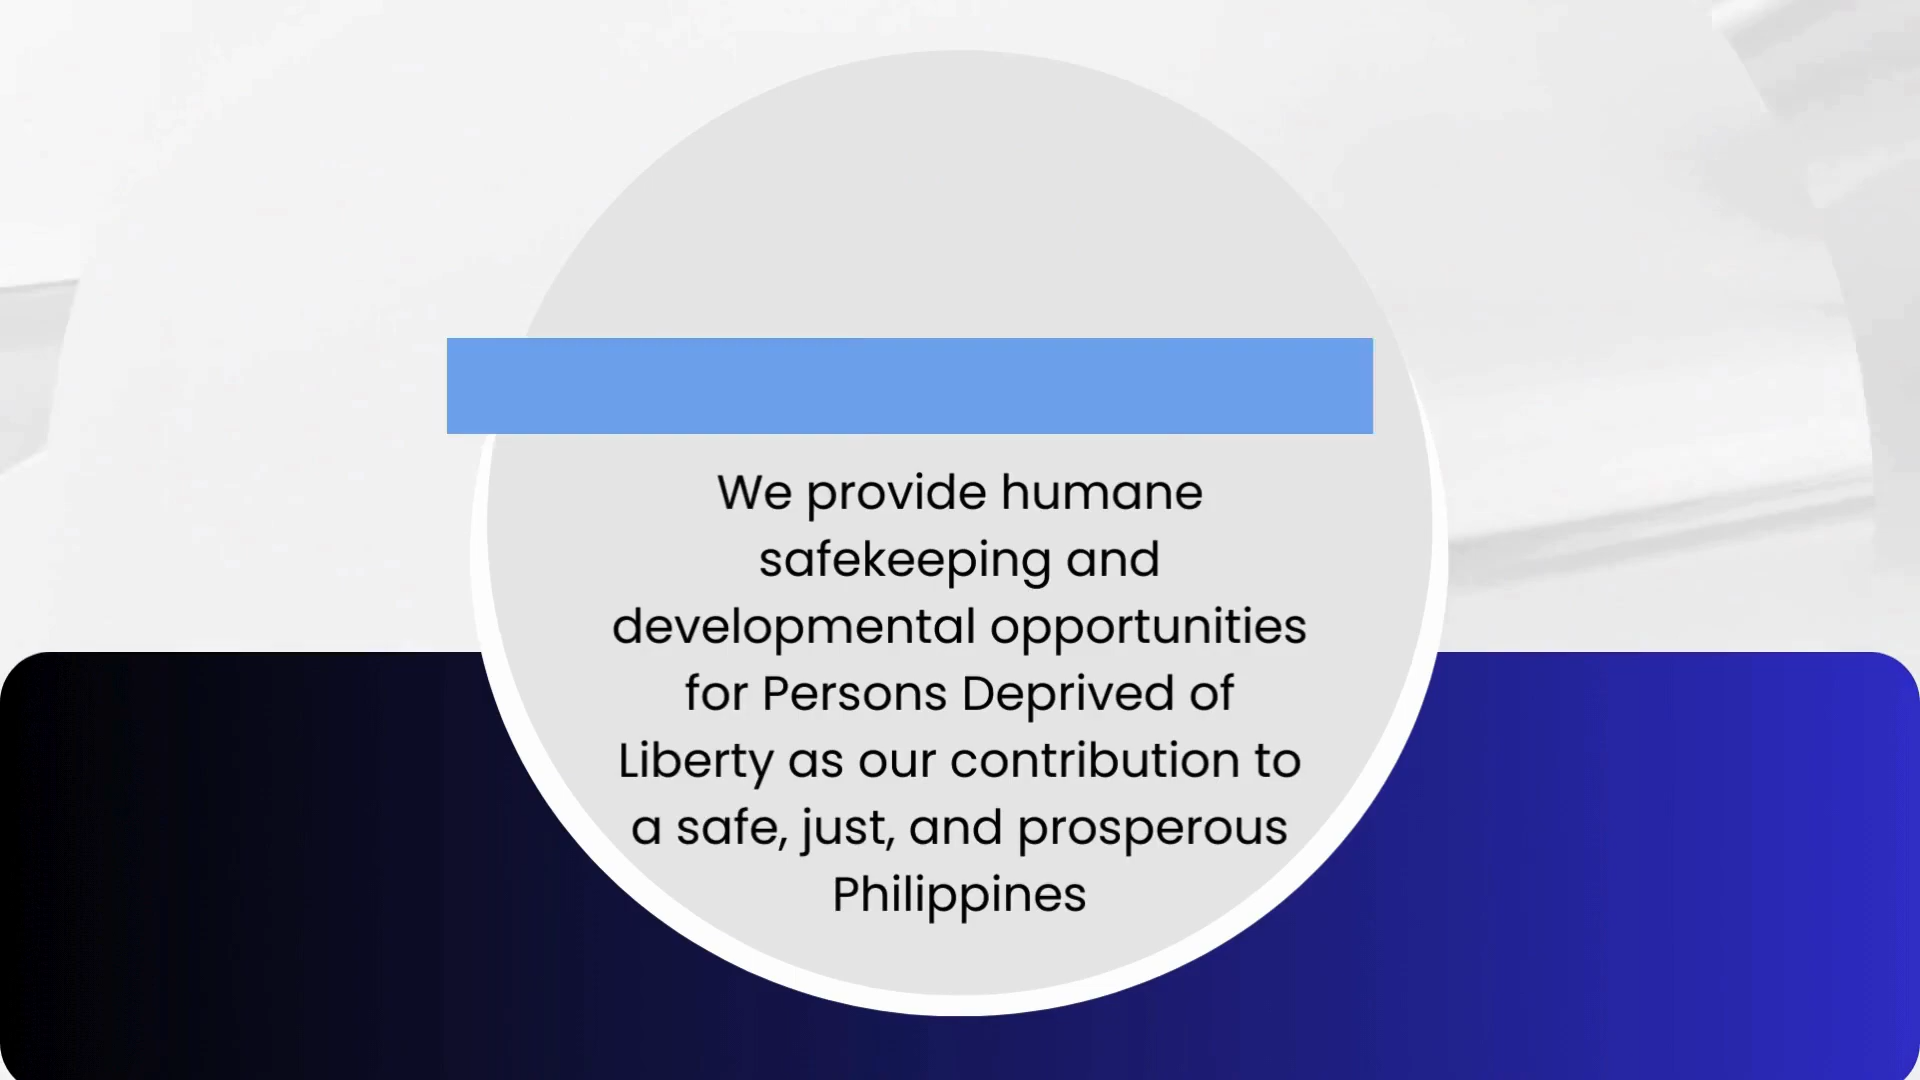 We provide humane
safekeeping and
developmental opportunities
for Persons Deprived of
Liberty as our contribution to
a safe, just, and prosperous
Philippines